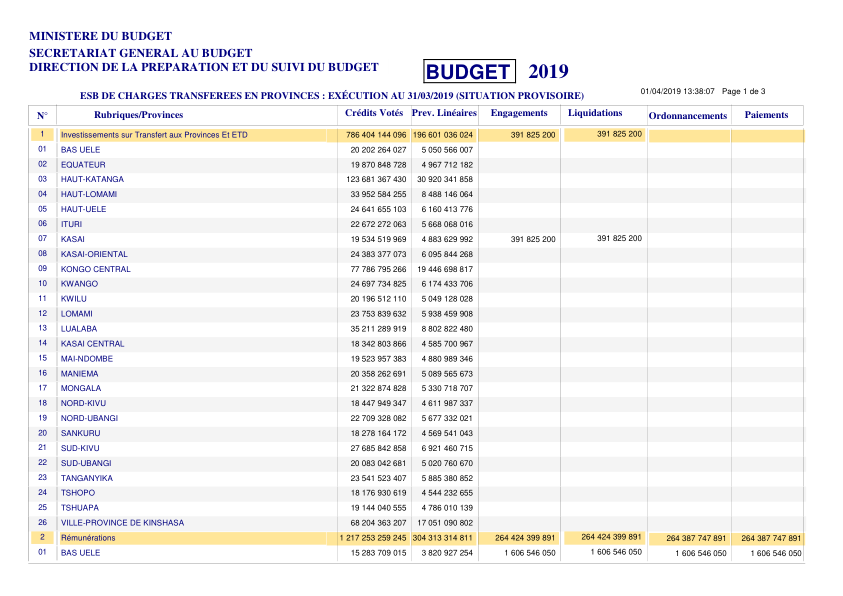 MINISTERE DU BUDGET
SECRETARIAT GENERAL AU BUDGET
DIRECTION DE LA PREPARATION ET DU SUIVI DU BUDGET
BUDGET 2019
01/04/2019 13:38:07 Page 1 de 3
ESB DE CHARGES TRANSFEREES EN PROVINCES : EXÉCUTION AU 31/03/2019 (SITUATION PROVISOIRE)
N° Rubriques/Provinces Crédits Votés Prev. Linéaires Engagements Liquidations Ordonnancements Paiements
1 Investissements sur Transfert aux Provinces Et ETD 786 404 144 096 196 601 036 024 391 825 200 391 825 200
01 BAS UELE 20 202 264 027 5 050 566 007
02 EQUATEUR 19 870 848 728 4 967 712 182
03 HAUT-KATANGA 123 681 367 430 30 920 341 858
04 HAUT-LOMAMI 33 952 584 255 8 488 146 064
05 HAUT-UELE 24 641 655 103 6 160 413 776
06 ITURI 22 672 272 063 5 668 068 016
07 KASAI 19 534 519 969 4 883 629 992 391 825 200 391 825 200
08 KASAI-ORIENTAL 24 383 377 073 6 095 844 268
09 KONGO CENTRAL 77 786 795 266 19 446 698 817
10 KWANGO 24 697 734 825 6 174 433 706
11 KWILU 20 196 512 110 5 049 128 028
12 LOMAMI 23 753 839 632 5 938 459 908
13 LUALABA 35 211 289 919 8 802 822 480
14 KASAI CENTRAL 18 342 803 866 4 585 700 967
15 MAI-NDOMBE 19 523 957 383 4 880 989 346
16 MANIEMA 20 358 262 691 5 089 565 673
17 MONGALA 21 322 874 828 5 330 718 707
18 NORD-KIVU 18 447 949 347 4 611 987 337
19 NORD-UBANGI 22 709 328 082 5 677 332 021
20 SANKURU 18 278 164 172 4 569 541 043
21 SUD-KIVU 27 685 842 858 6 921 460 715
22 SUD-UBANGI 20 083 042 681 5 020 760 670
23 TANGANYIKA 23 541 523 407 5 885 380 852
24 TSHOPO 18 176 930 619 4 544 232 655
25 TSHUAPA 19 144 040 555 4 786 010 139
26 VILLE-PROVINCE DE KINSHASA 68 204 363 207 17 051 090 802
2 Rémunérations 1 217 253 259 245 304 313 314 811 264 424 399 891 264 424 399 891 264 387 747 891 264 387 747 891
01 BAS UELE 15 283 709 015 3 820 927 254 1 606 546 050 1 606 546 050 1 606 546 050 1 606 546 050